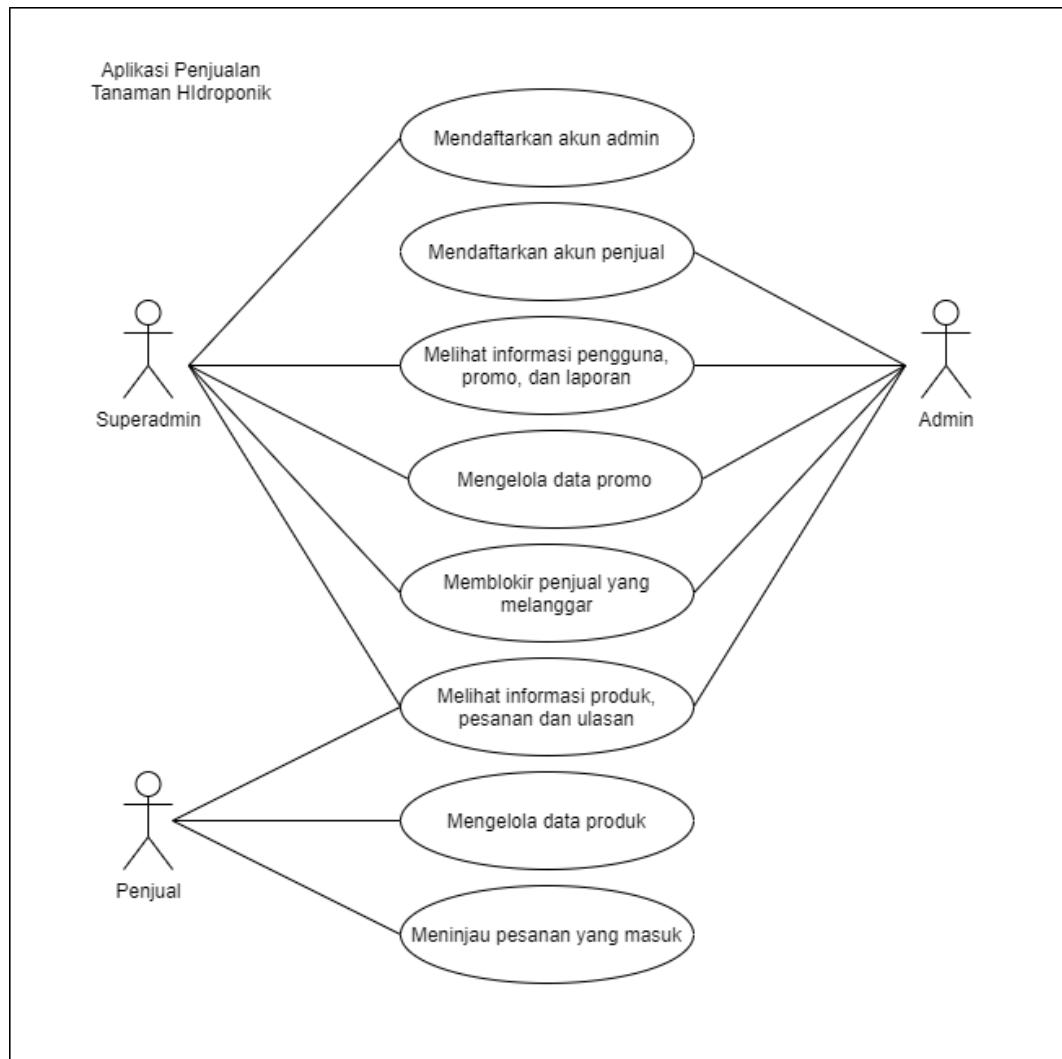 Aplikasi Penjualan
Tanaman HIdroponik
Mendaftarkan akun admin
Mendaftarkan akun penjual
Melihat informasi pengguna,
promo, dan laporan
Superadmin
Admin
Mengelola data promo
Memblokir penjual yang
melanggar
Melihat informasi produk,
pesanan dan ulasan
Mengelola data produk
Penjual
Meninjau pesanan yang masuk